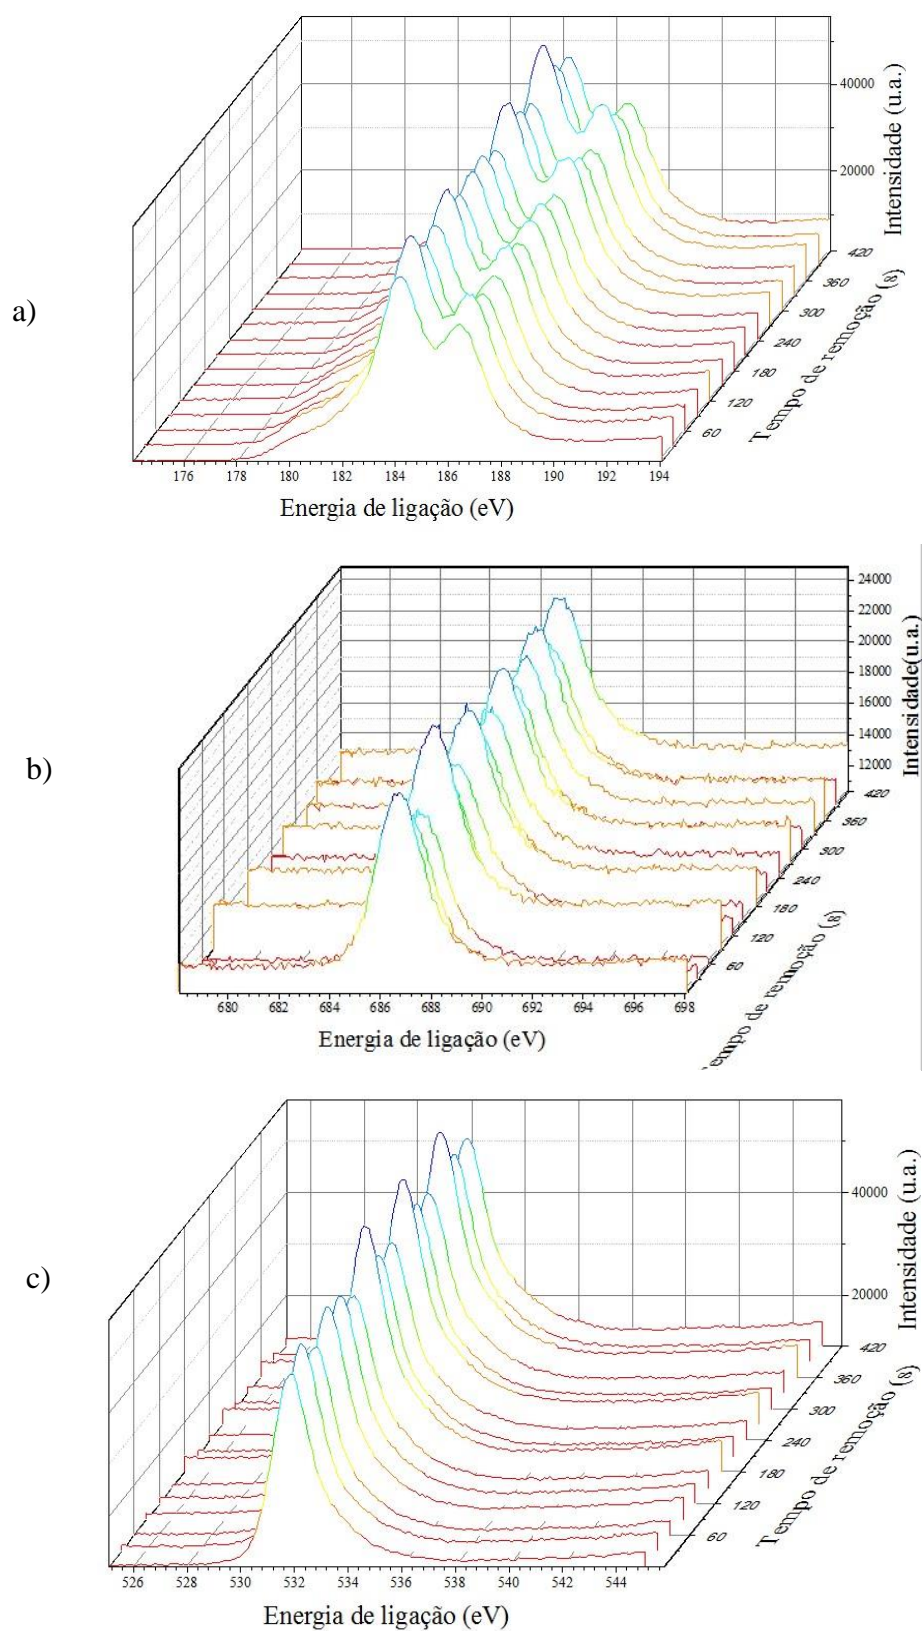 a)
40000
20000
Intensidade (u.a.)
420
360
300
240
180
120
60
Tempo de remoção (s)
176 178 180 182 184 186 188 190 192 194
Energia de ligação (eV)
b)
24000
22000
20000
18000
16000
14000
12000
Intensidade(u.a.)
420
360
300
240
180
120
60
empo de remoção (s)
680 682 684 686 688 690 692 694 696 698
Energia de ligação (eV)
c)
40000
20000
Intensidade (u.a.)
420
360
300
240
180
120
60
Tempo de remoção (s)
526 528 530 532 534 536 538 540 542 544
Energia de ligação (eV)